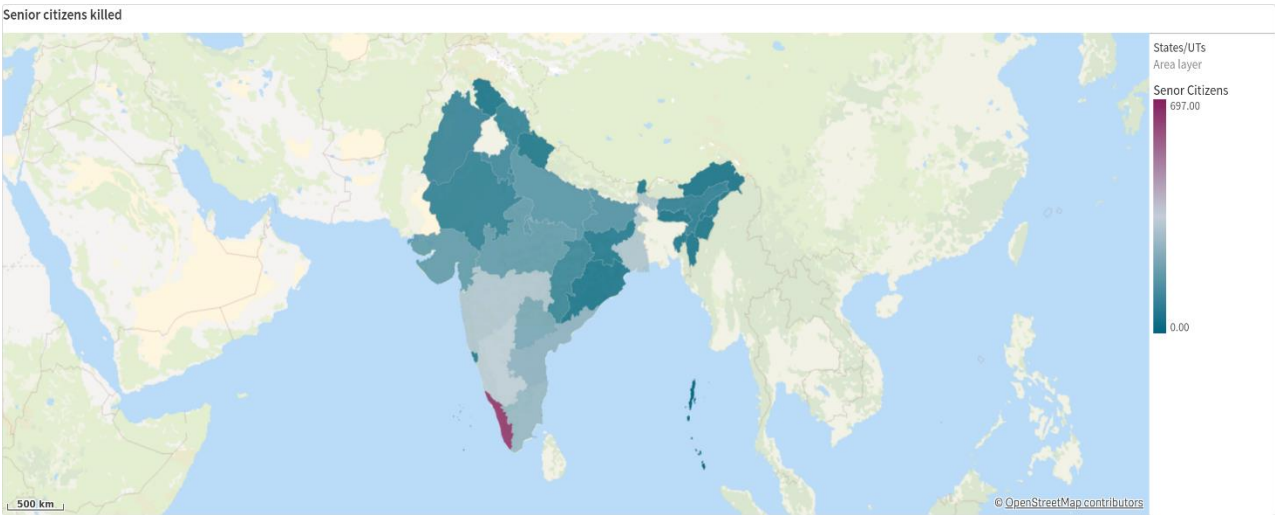 Senior citizens killed
States/UTs
Area layer
Senor Citizens
697.00
0.00
500 km
© OpenStreetMap contributors